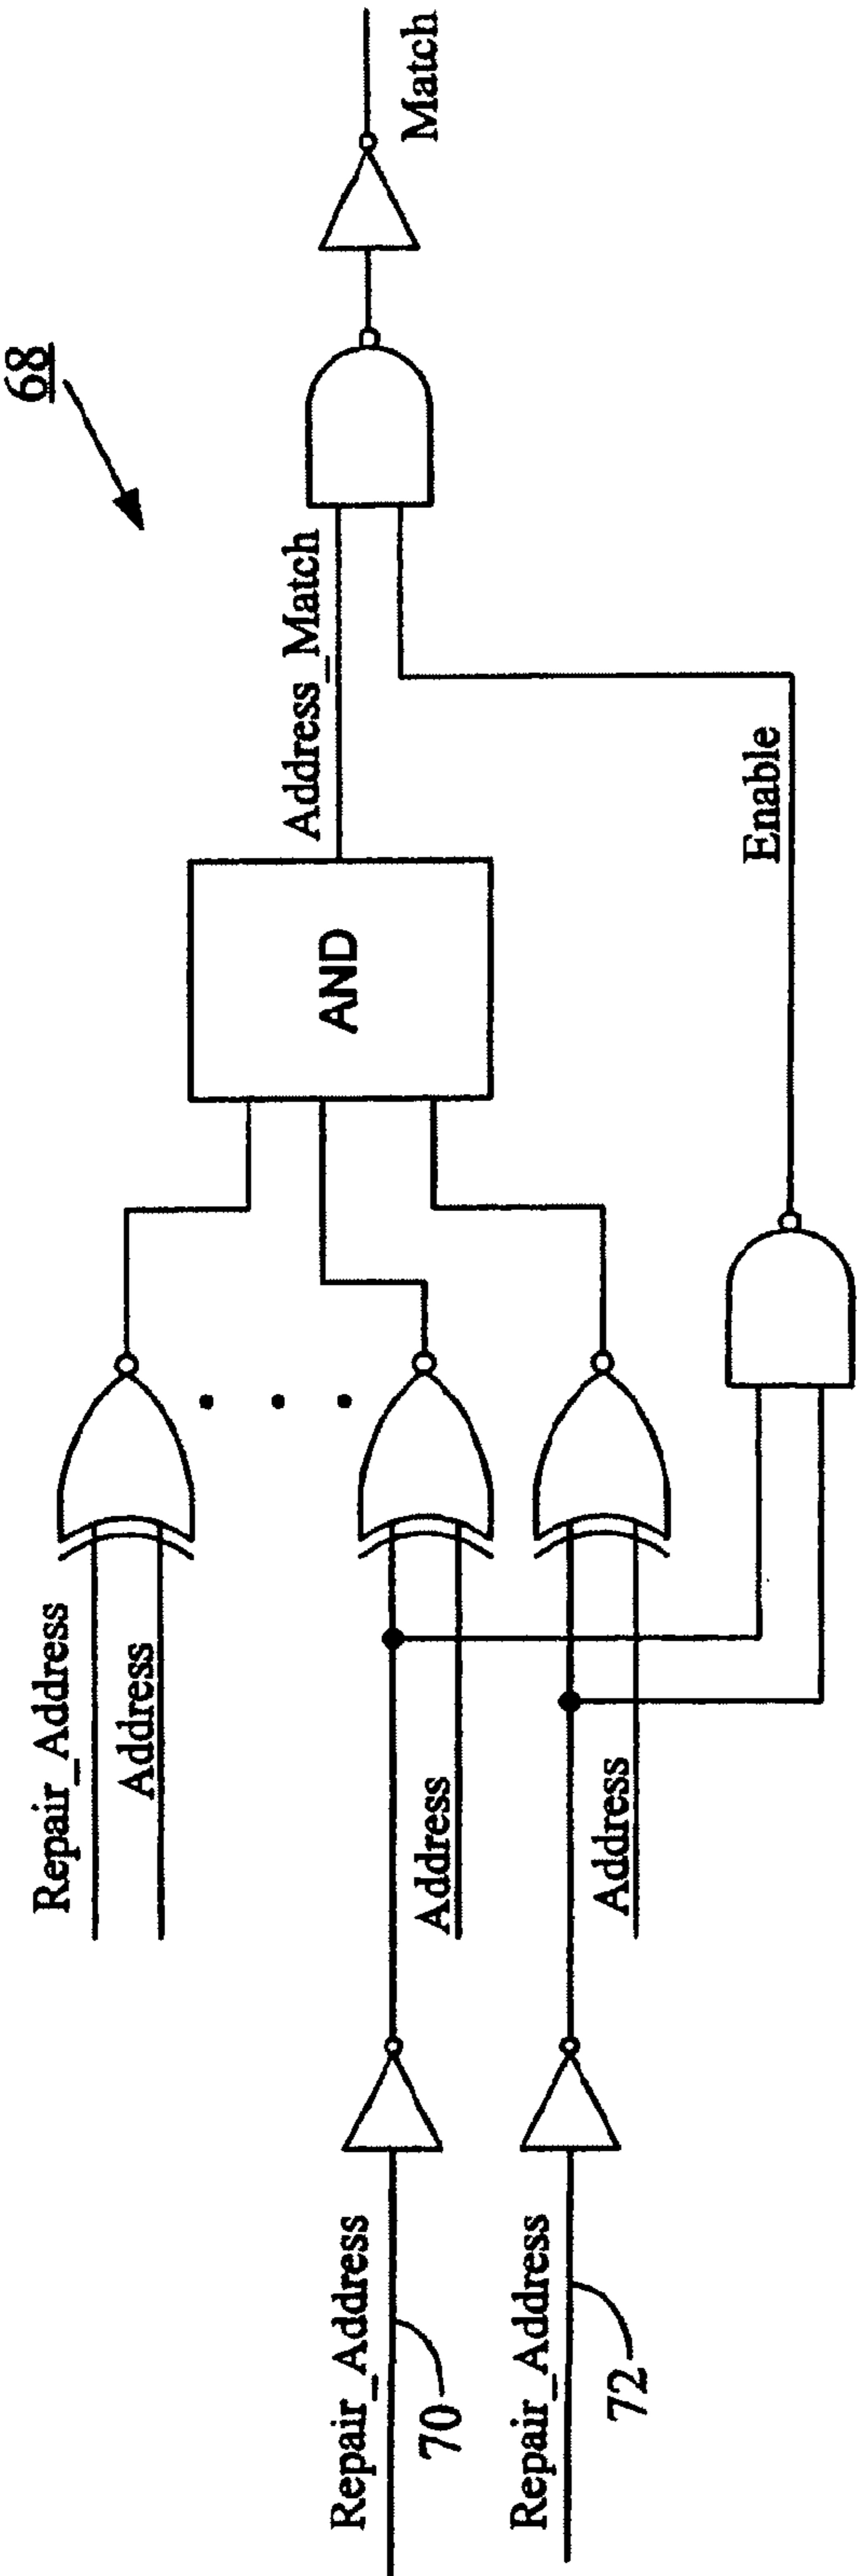 68
Repair_Address
Address
Repair_Address
70
Address
Repair_Address
72
Address
AND
Address_Match
Enable
Match